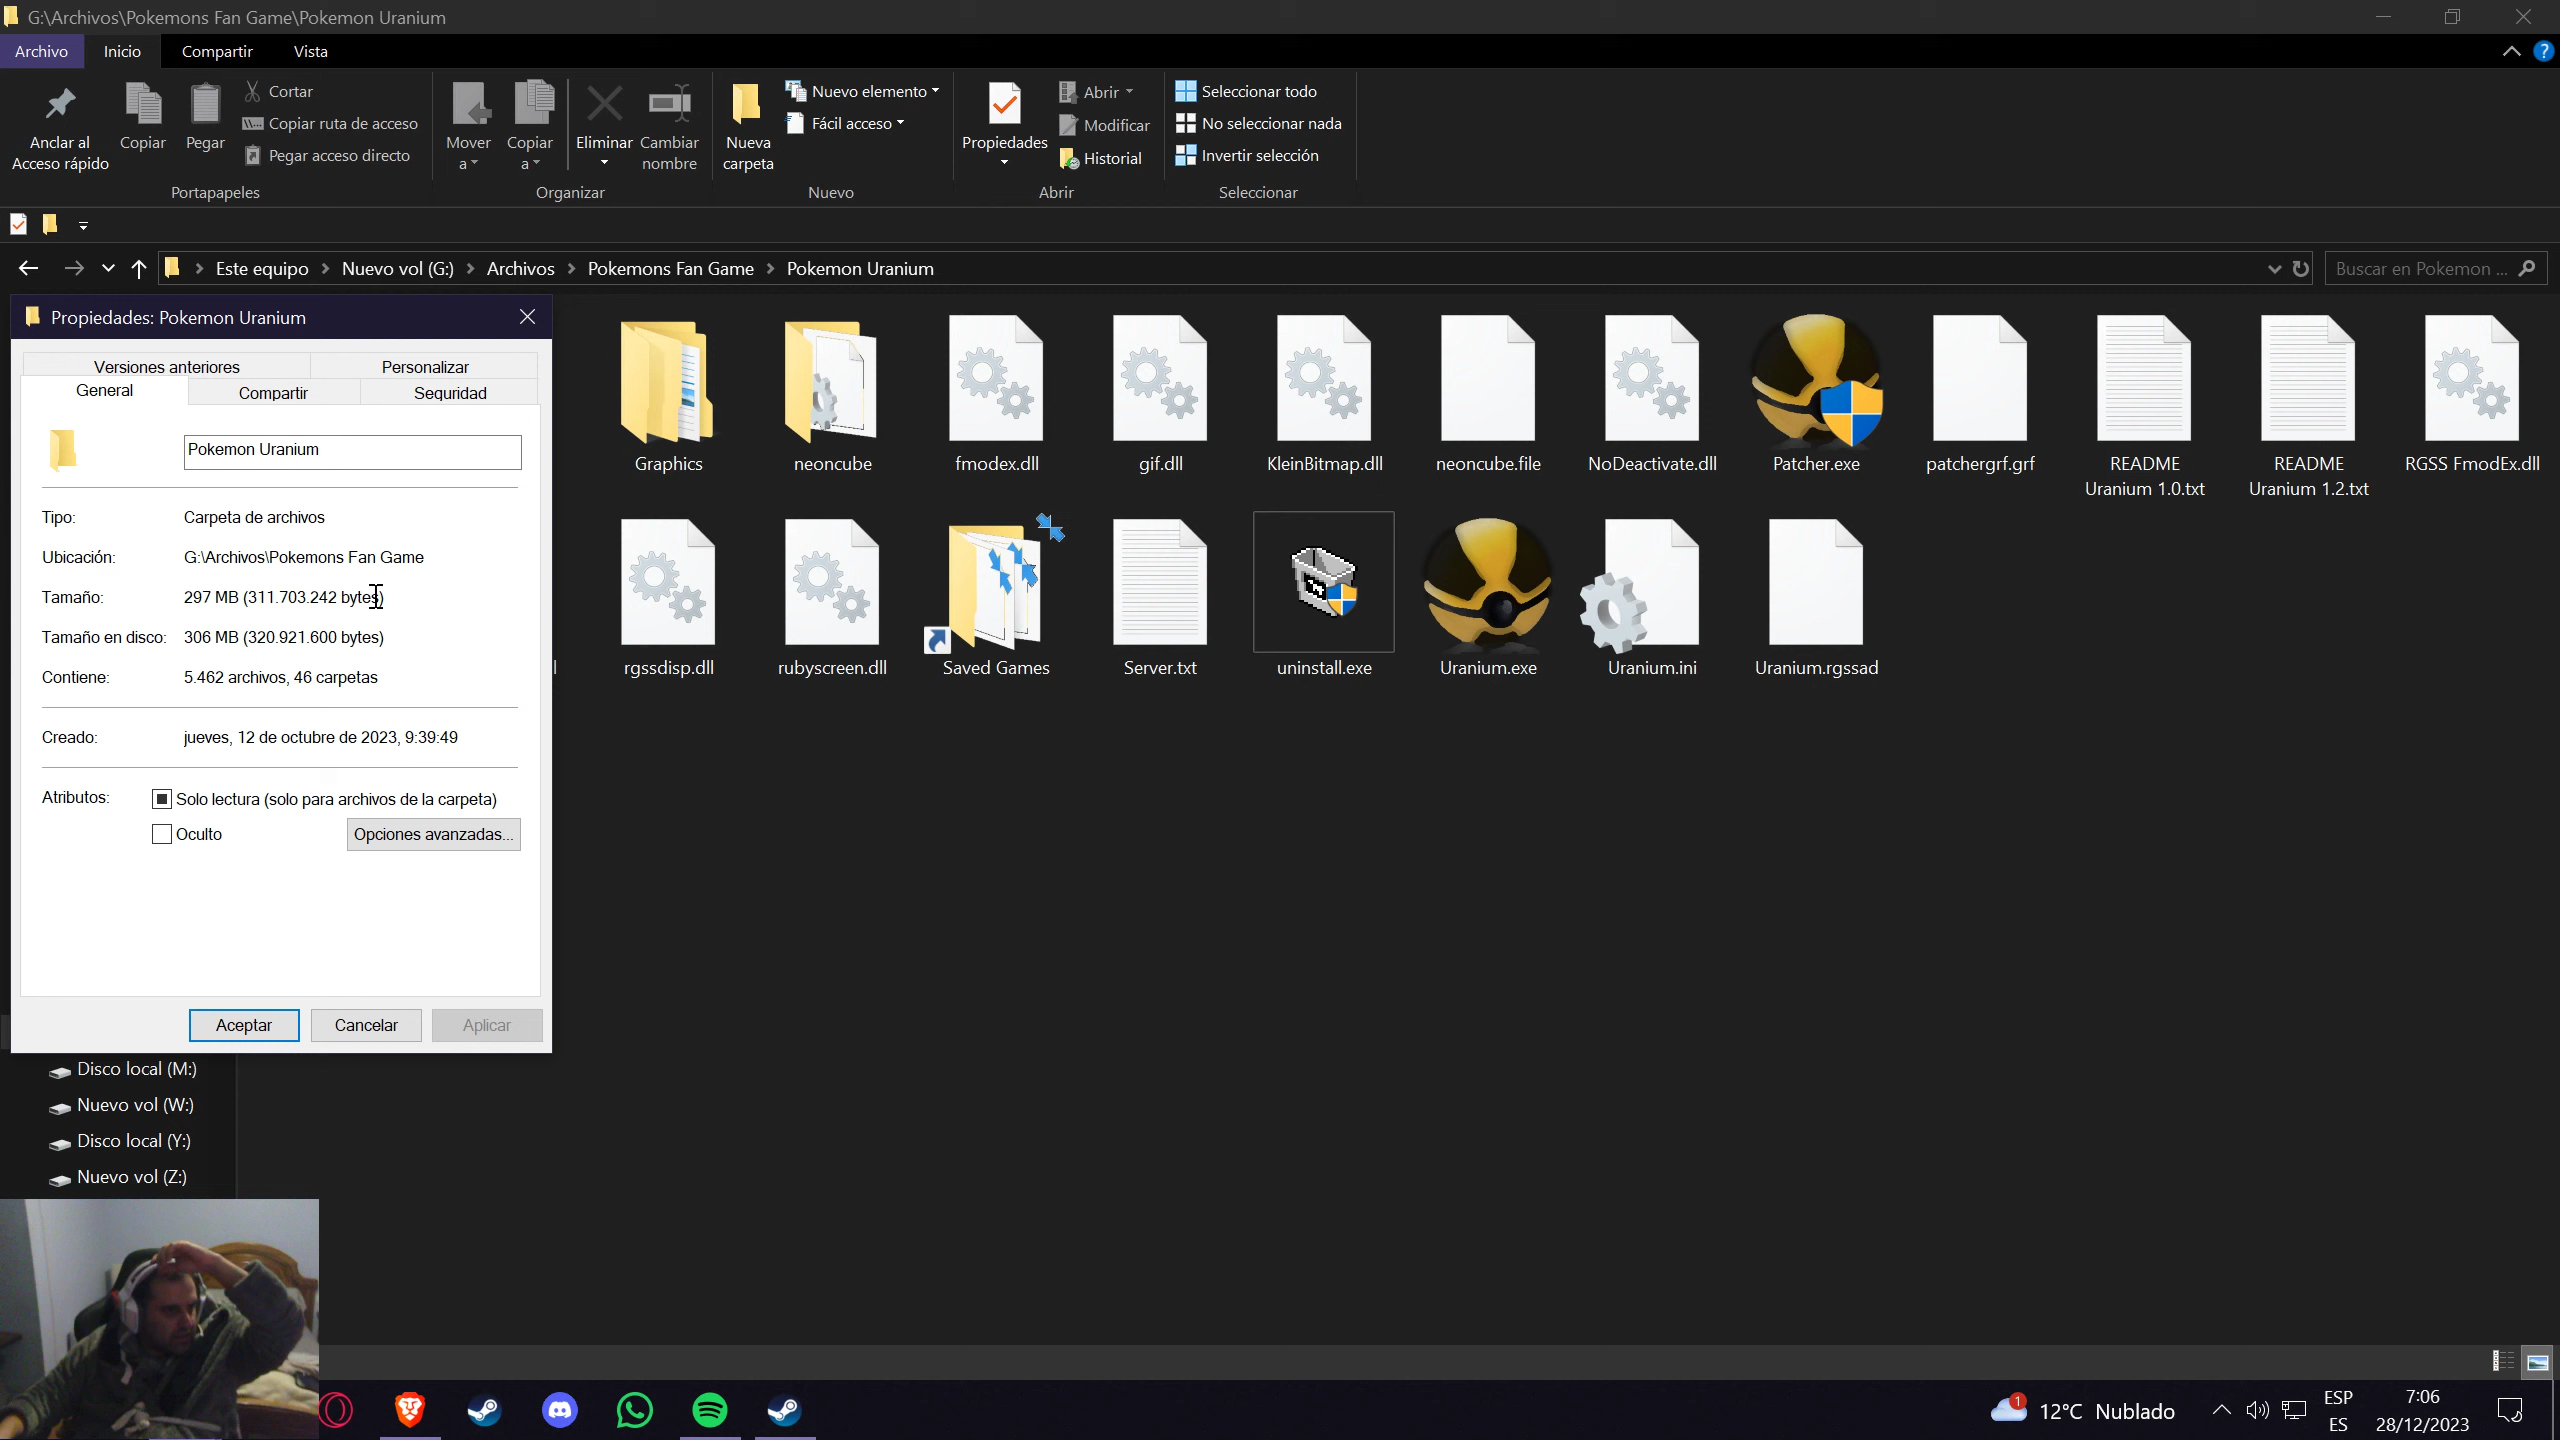 G:\Archivos\Pokemons Fan Game\Pokemon Uranium
Archivo
Inicio
Compartir
Vista
Anclar al
Acceso rápido
Copiar
Pegar
Cortar
Copiar ruta de acceso
Pegar acceso directo
Portapapeles
Mover
a
Copiar
a
Eliminar
Cambiar
nombre
Organizar
Nueva
carpeta
Nuevo elemento
Fácil acceso
Nuevo
Propiedades
Abrir
Modificar
Historial
Abrir
Seleccionar todo
No seleccionar nada
Invertir selección
Seleccionar
Este equipo > Nuevo vol (G:) > Archivos > Pokemons Fan Game > Pokemon Uranium
Buscar en Pokemon ...
Propiedades: Pokemon Uranium
Versiones anteriores
Personalizar
General
Compartir
Seguridad
Pokemon Uranium
Tipo: Carpeta de archivos
Ubicación: G:\Archivos\Pokemons Fan Game
Tamaño: 297 MB (311.703.242 bytes)
Tamaño en disco: 306 MB (320.921.600 bytes)
Contiene: 5.462 archivos, 46 carpetas
Creado: jueves, 12 de octubre de 2023, 9:39:49
Atributos: Solo lectura (solo para archivos de la carpeta)
Oculto
Opciones avanzadas...
Aceptar
Cancelar
Aplicar
Graphics
neoncube
fmodex.dll
gif.dll
KleinBitmap.dll
neoncube.file
NoDeactivate.dll
Patcher.exe
patchergrf.grf
README
Uranium 1.0.txt
README
Uranium 1.2.txt
RGSS FmodEx.dll
rgssdisp.dll
rubyscreen.dll
Saved Games
Server.txt
uninstall.exe
Uranium.exe
Uranium.ini
Uranium.rgssad
Disco local (M:)
Nuevo vol (W:)
Disco local (Y:)
Nuevo vol (Z:)
1
12°C Nublado
ESP
ES
7:06
28/12/2023